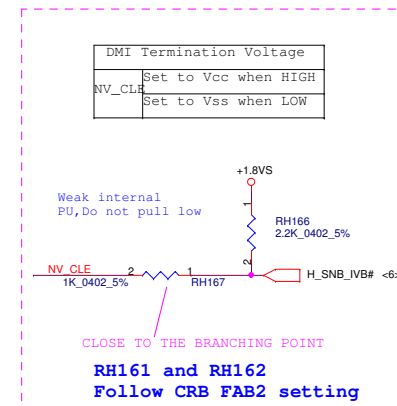 DMI Termination Voltage
NV_CLE
Set to Vcc when HIGH
Set to Vss when LOW
+1.8VS
Weak internal
PU,Do not pull low
1
RH166
2.2K_0402_5%
2
NV_CLE
2
1
H_SNB_IVB# <6>
1K_0402_5%
RH167
CLOSE TO THE BRANCHING POINT
RH161 and RH162
Follow CRB FAB2 setting